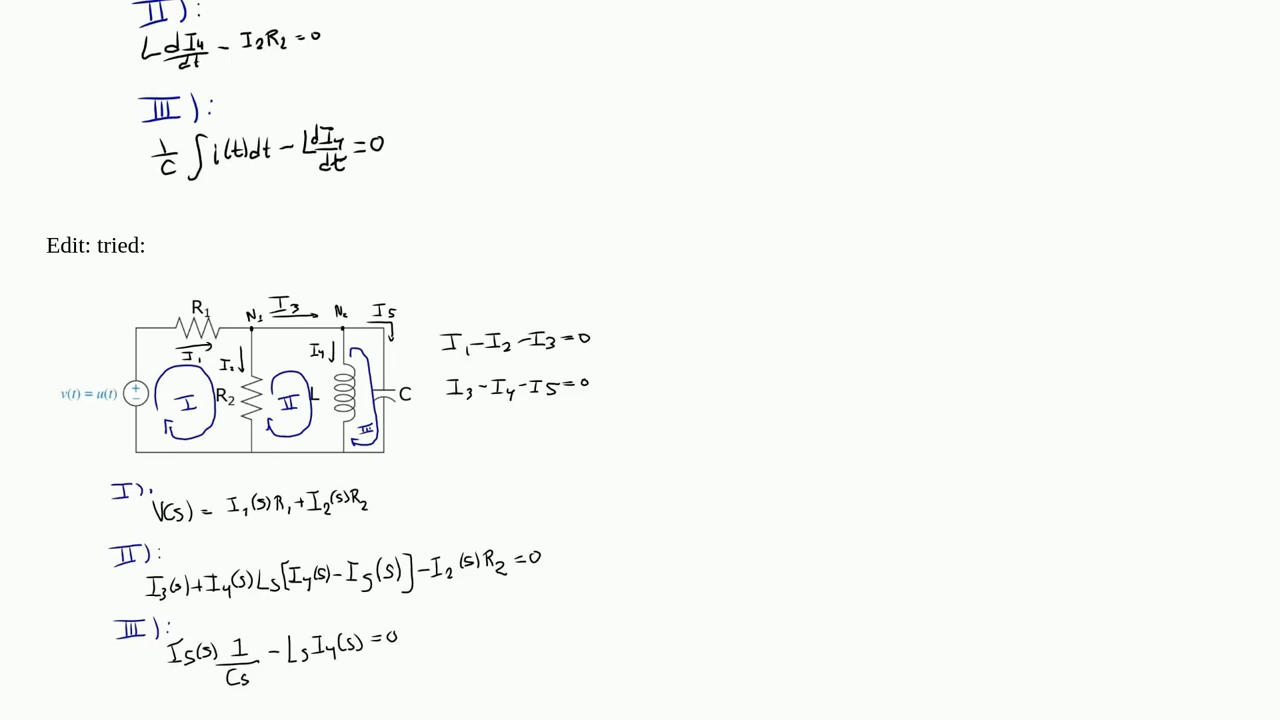 II):
L dI₄/dt - I₂R₂ = 0
III):
1/C ∫ i(t)dt - L dI₄/dt = 0
Edit: tried:
R₁ N₁ I₃ N₂ I5
I₁ I₂ I₄
v(t) = u(t) + − I R₂ II L III C
I₁ - I₂ - I₃ = 0
I₃ - I₄ - I5 = 0
I):
V(s) = I₁(s)R₁ + I₂(s)R₂
II):
I₃(s) + I₄(s)Ls[I₄(s) - I5(s)] - I₂(s)R₂ = 0
III):
I5(s) 1/Cs - LsI₄(s) = 0